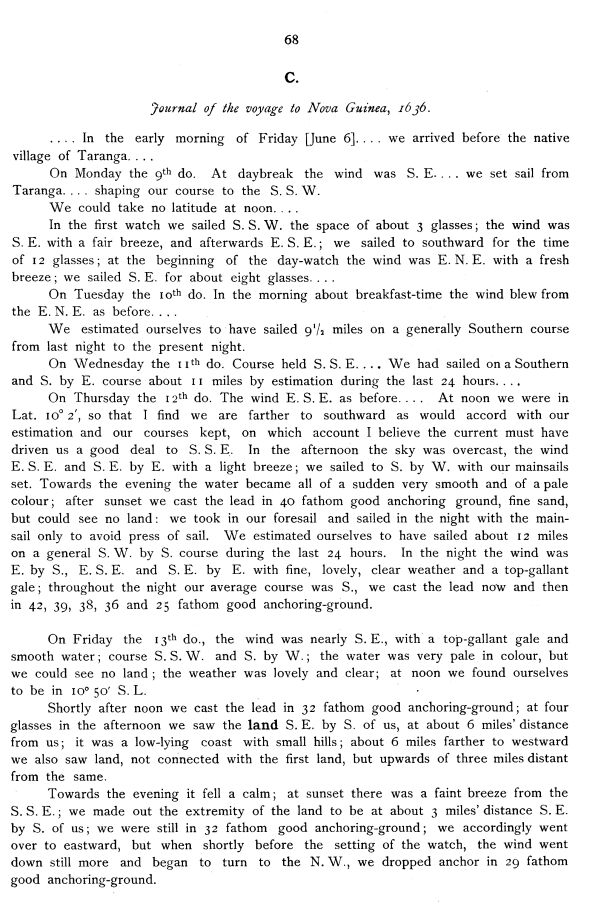 68
C.
Journal of the voyage to Nova Guinea, 1636.
.... In the early morning of Friday [June 6].... we arrived before the native
village of Taranga....
On Monday the 9th do. At daybreak the wind was S. E.... we set sail from
Taranga.... shaping our course to the S. S. W.
We could take no latitude at noon....
In the first watch we sailed S. S. W. the space of about 3 glasses; the wind was
S. E. with a fair breeze, and afterwards E. S. E.; we sailed to southward for the time
of 12 glasses; at the beginning of the day-watch the wind was E. N. E. with a fresh
breeze; we sailed S. E. for about eight glasses....
On Tuesday the 10th do. In the morning about breakfast-time the wind blew from
the E. N. E. as before....
We estimated ourselves to have sailed 9 1/2 miles on a generally Southern course
from last night to the present night.
On Wednesday the 11th do. Course held S. S. E.... We had sailed on a Southern
and S. by E. course about 11 miles by estimation during the last 24 hours....
On Thursday the 12th do. The wind E. S. E. as before.... At noon we were in
Lat. 10° 2′, so that I find we are farther to southward as would accord with our
estimation and our courses kept, on which account I believe the current must have
driven us a good deal to S. S. E. In the afternoon the sky was overcast, the wind
E. S. E. and S. E. by E. with a light breeze; we sailed to S. by W. with our mainsails
set. Towards the evening the water became all of a sudden very smooth and of a pale
colour; after sunset we cast the lead in 40 fathom good anchoring ground, fine sand,
but could see no land: we took in our foresail and sailed in the night with the main-
sail only to avoid press of sail. We estimated ourselves to have sailed about 12 miles
on a general S. W. by S. course during the last 24 hours. In the night the wind was
E. by S., E. S. E. and S. E. by E. with fine, lovely, clear weather and a top-gallant
gale; throughout the night our average course was S., we cast the lead now and then
in 42, 39, 38, 36 and 25 fathom good anchoring-ground.
On Friday the 13th do., the wind was nearly S. E., with a top-gallant gale and
smooth water; course S. S. W. and S. by W.; the water was very pale in colour, but
we could see no land; the weather was lovely and clear; at noon we found ourselves
to be in 10° 50′ S. L.
Shortly after noon we cast the lead in 32 fathom good anchoring-ground; at four
glasses in the afternoon we saw the land S. E. by S. of us, at about 6 miles' distance
from us; it was a low-lying coast with small hills; about 6 miles farther to westward
we also saw land, not connected with the first land, but upwards of three miles distant
from the same.
Towards the evening it fell a calm; at sunset there was a faint breeze from the
S. S. E.; we made out the extremity of the land to be at about 3 miles' distance S. E.
by S. of us; we were still in 32 fathom good anchoring-ground; we accordingly went
over to eastward, but when shortly before the setting of the watch, the wind went
down still more and began to turn to the N. W., we dropped anchor in 29 fathom
good anchoring-ground.